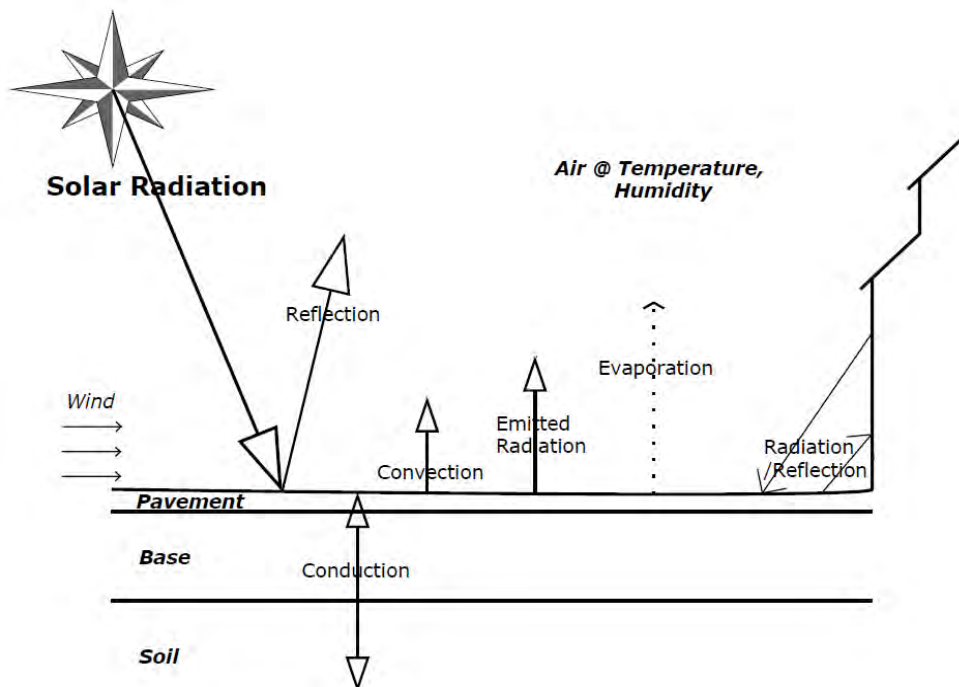 Solar Radiation
Air @ Temperature,
Humidity
Reflection
Evaporation
Wind
Emitted
Radiation
Convection
Radiation
/Reflection
Pavement
Base
Conduction
Soil